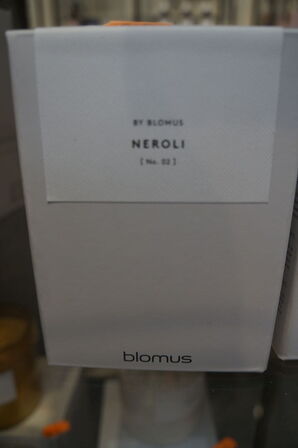 BY BLOMUS
NEROLI
[ No. 02 ]
blomus